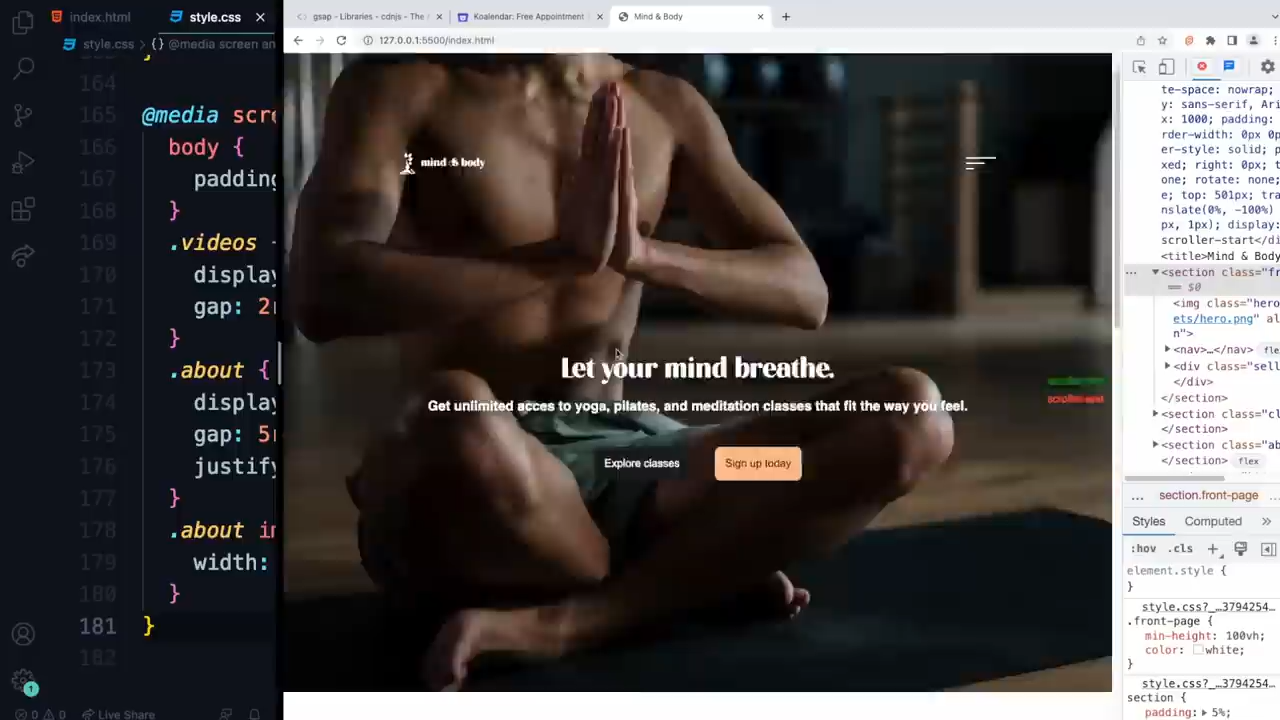 index.html
style.css
style.css > {} @media screen an
gsap - Libraries - cdnjs - The
Koalendar: Free Appointment
Mind & Body
127.0.0.1:5500/index.html
}
164
165 @media scre
166 body {
167 padding
168 }
169 .videos
170 display
171 gap: 2
172 }
173 .about {
174 display
175 gap: 5
176 justify
177 }
178 .about im
179 width:
180 }
181 }
182
0 0
Live Share
1
mind & body
Let your mind breathe.
Get unlimited acces to yoga, pilates, and meditation classes that fit the way you feel.
Explore classes
Sign up today
te-space: nowrap;
y: sans-serif, Ari
x: 1000; padding:
rder-width: 0px 0p
er-style: solid; p
xed; right: 0px; t
one; rotate: none;
e; top: 501px; tra
nslate(0%, -100%)
px, 1px); display:
scroller-start</di
<title>Mind & Body
<section class="fr
== $0
<img class="hero
ets/hero.png" al
n">
<nav>…</nav> fle
<div class="sell
</div>
</section>
<section class="cl
</section>
<section class="ab
</section> flex
… section.front-page …
Styles Computed »
:hov .cls +
element.style {
}
style.css?_…3794254…
.front-page {
min-height: 100vh;
color: white;
}
style.css?_…3794254…
section {
padding: 5%;